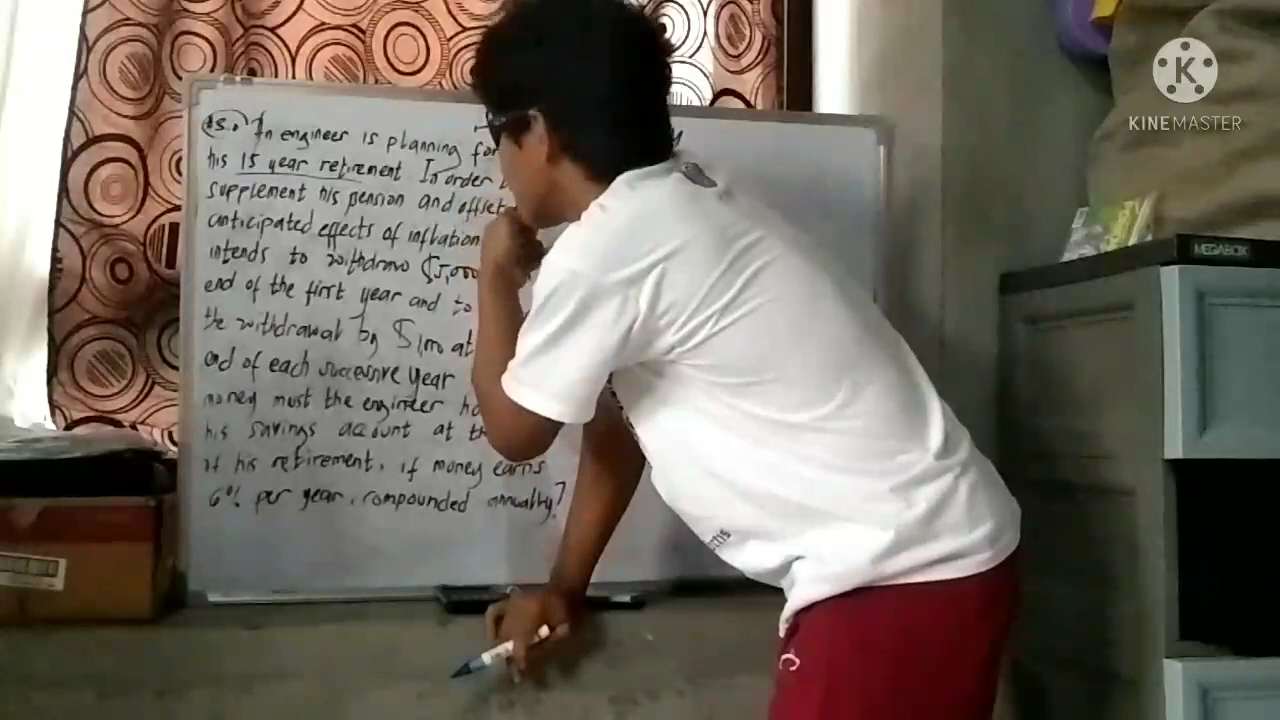 5. An engineer is planning for
his 15 year retirement In order
supplement his pension and offset
anticipated effects of inflation
intends to withdraw $5,000
end of the first year and to
the withdrawal by $1,000 at
end of each successive year
money must the engineer ha
his savings account at th
of his retirement, if money earns
6% per year, compounded annually?
K
KINEMASTER
MEGABOX